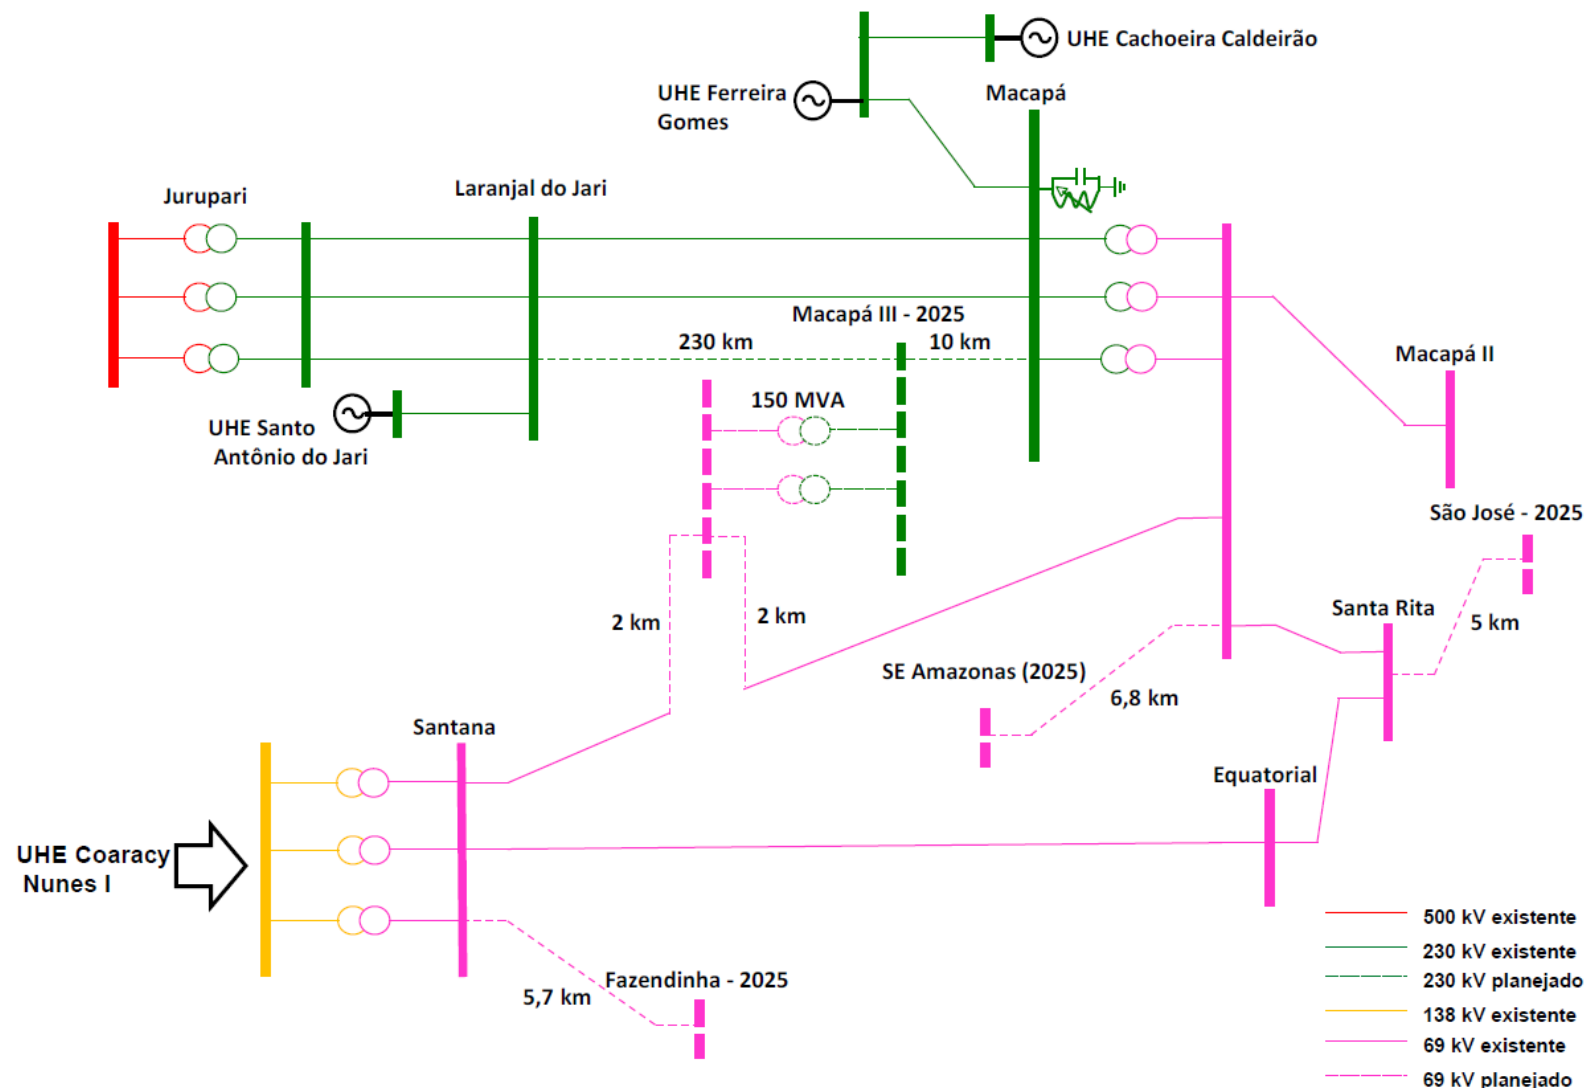 UHE Cachoeira Caldeirão
UHE Ferreira
Gomes
Macapá
Jurupari
Laranjal do Jari
Macapá III - 2025
230 km
10 km
Macapá II
150 MVA
UHE Santo
Antônio do Jari
São José - 2025
2 km
2 km
Santa Rita
5 km
SE Amazonas (2025)
6,8 km
Santana
Equatorial
UHE Coaracy
Nunes I
Fazendinha - 2025
5,7 km
500 kV existente
230 kV existente
230 kV planejado
138 kV existente
69 kV existente
69 kV planejado